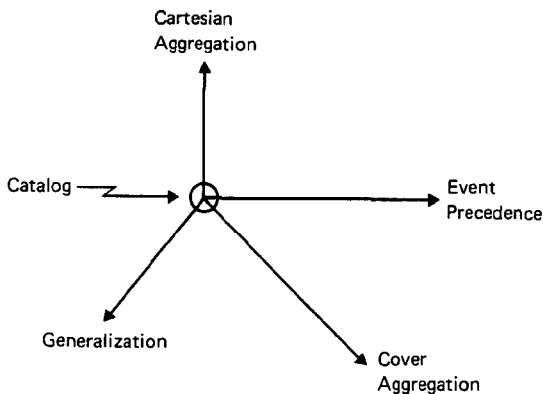 Cartesian
Aggregation
Catalog
Event
Precedence
Generalization
Cover
Aggregation